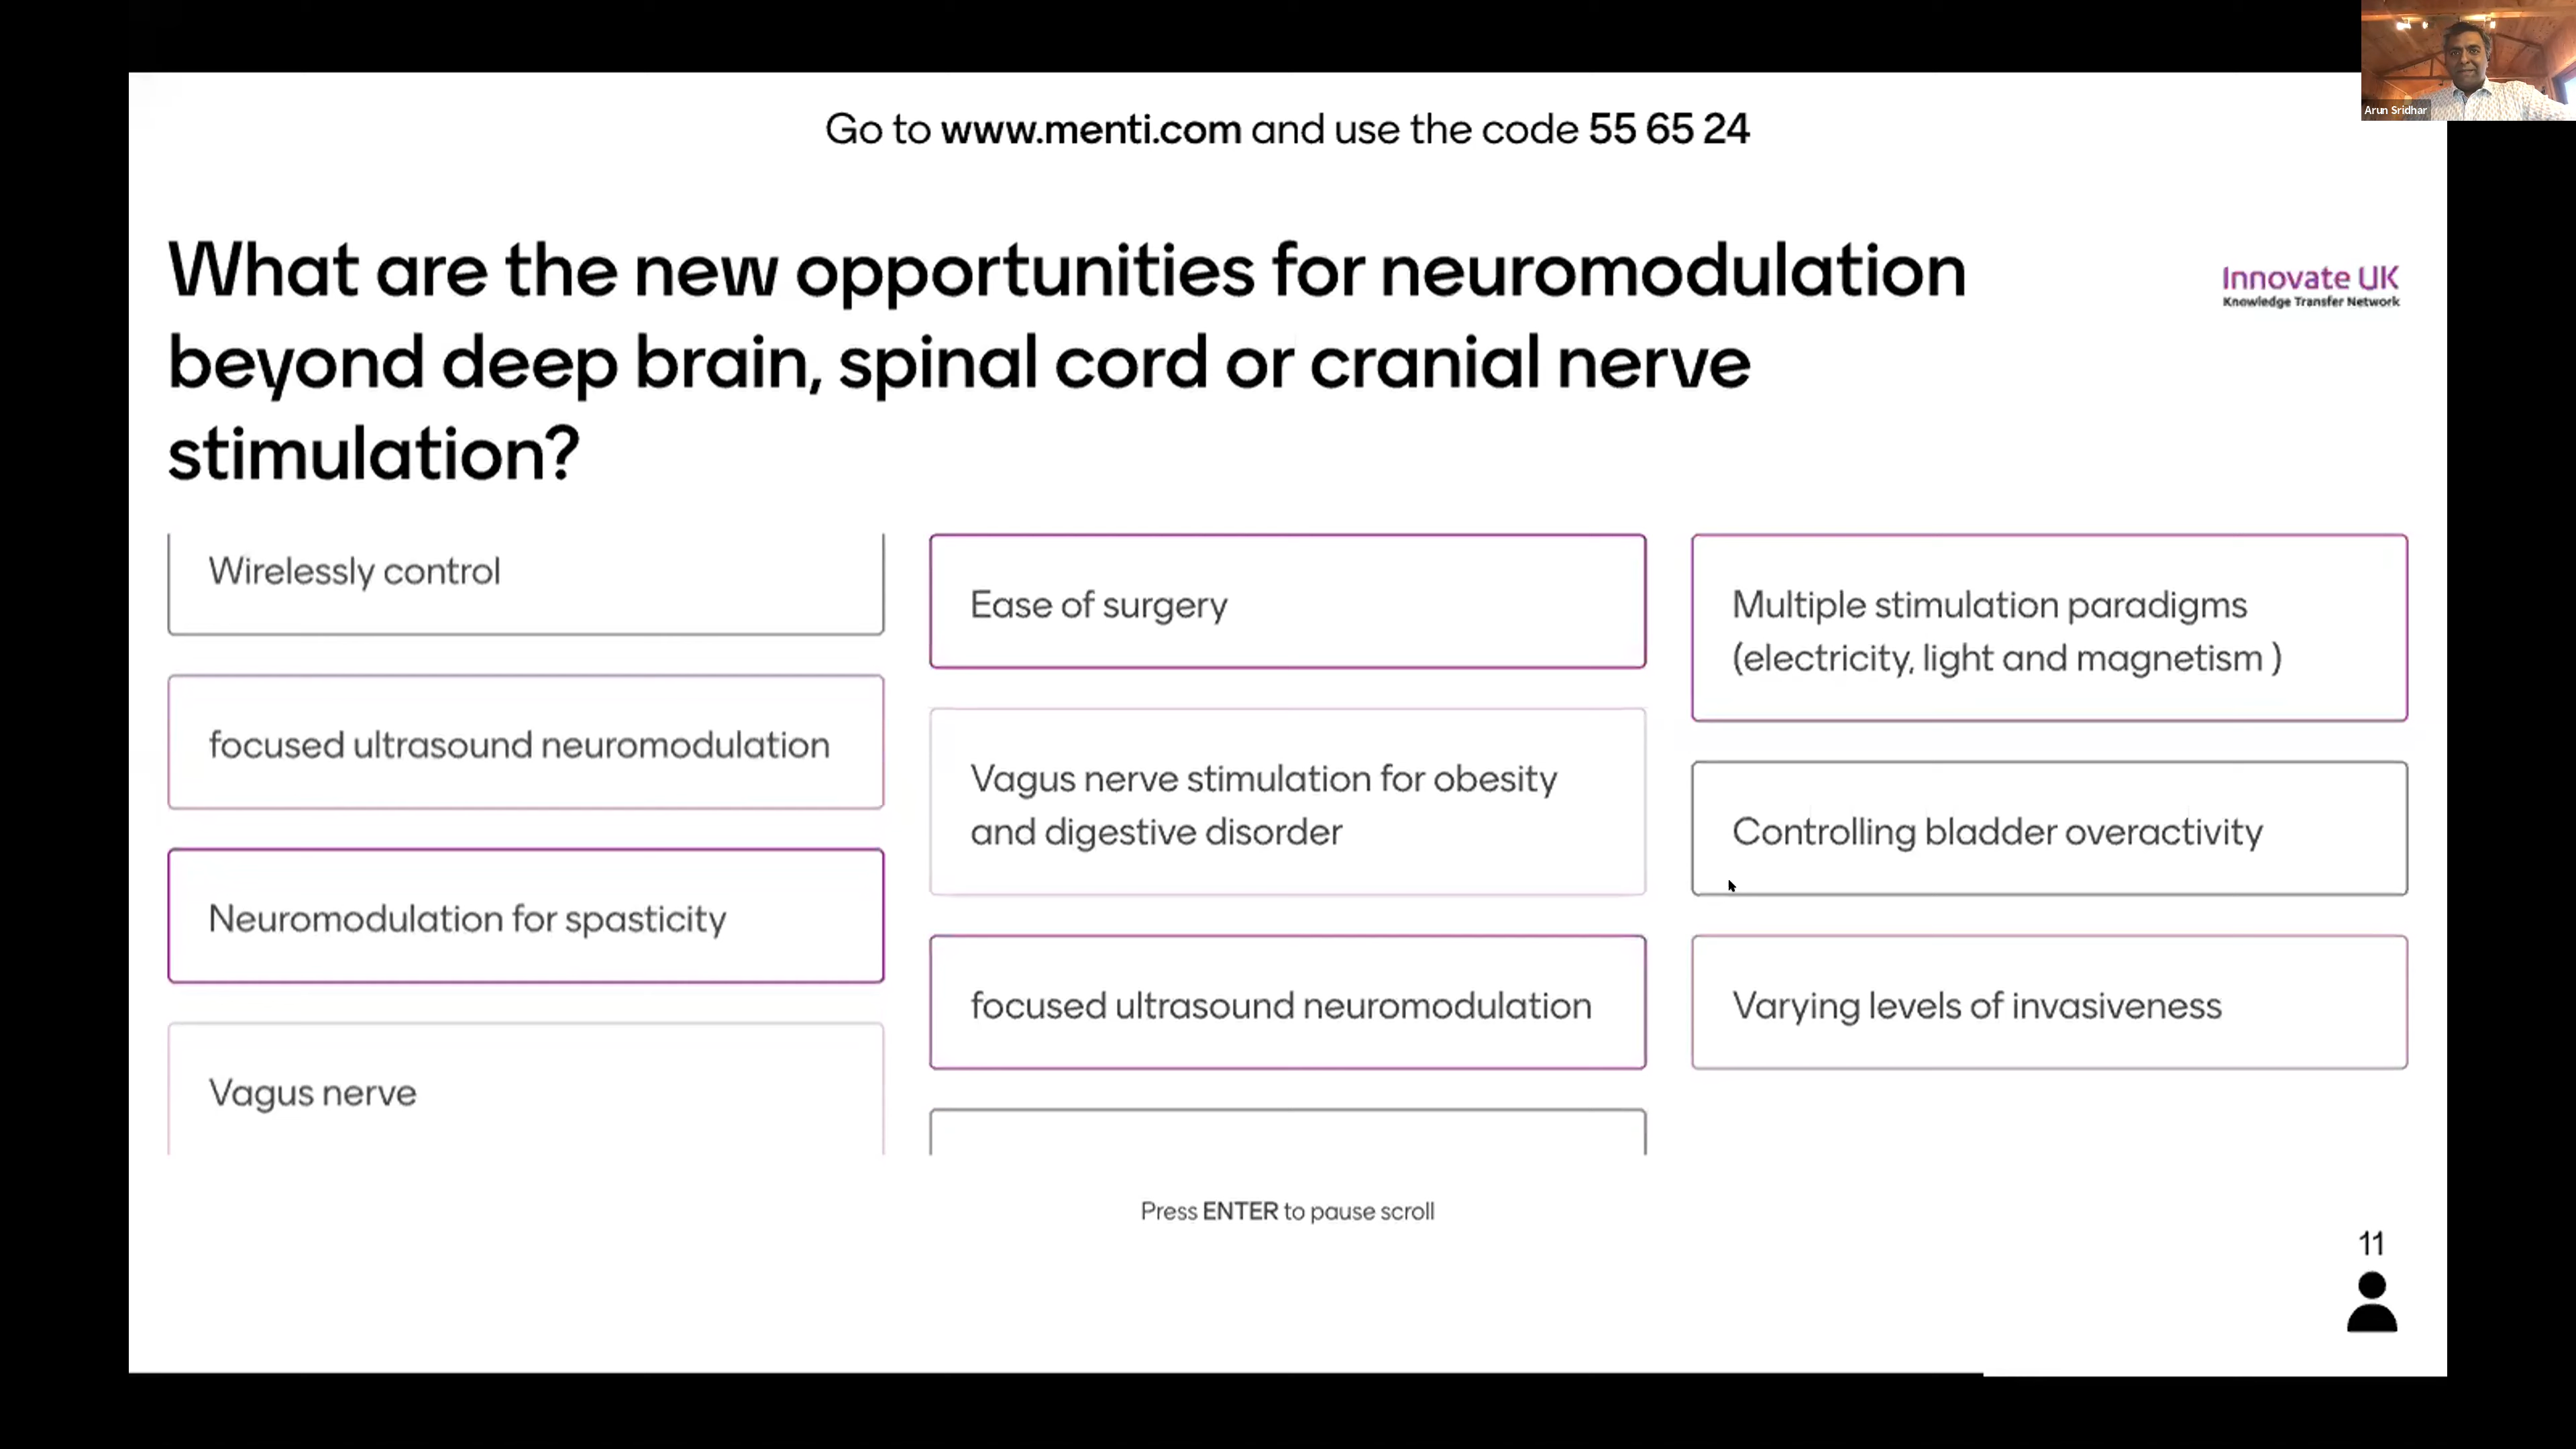 Arun Sridhar
Go to www.menti.com and use the code 55 65 24
What are the new opportunities for neuromodulation
beyond deep brain, spinal cord or cranial nerve
stimulation?
Innovate UK
Knowledge Transfer Network
Wirelessly control
focused ultrasound neuromodulation
Neuromodulation for spasticity
Vagus nerve
Ease of surgery
Vagus nerve stimulation for obesity
and digestive disorder
focused ultrasound neuromodulation
Multiple stimulation paradigms
(electricity, light and magnetism )
Controlling bladder overactivity
Varying levels of invasiveness
Press ENTER to pause scroll
11